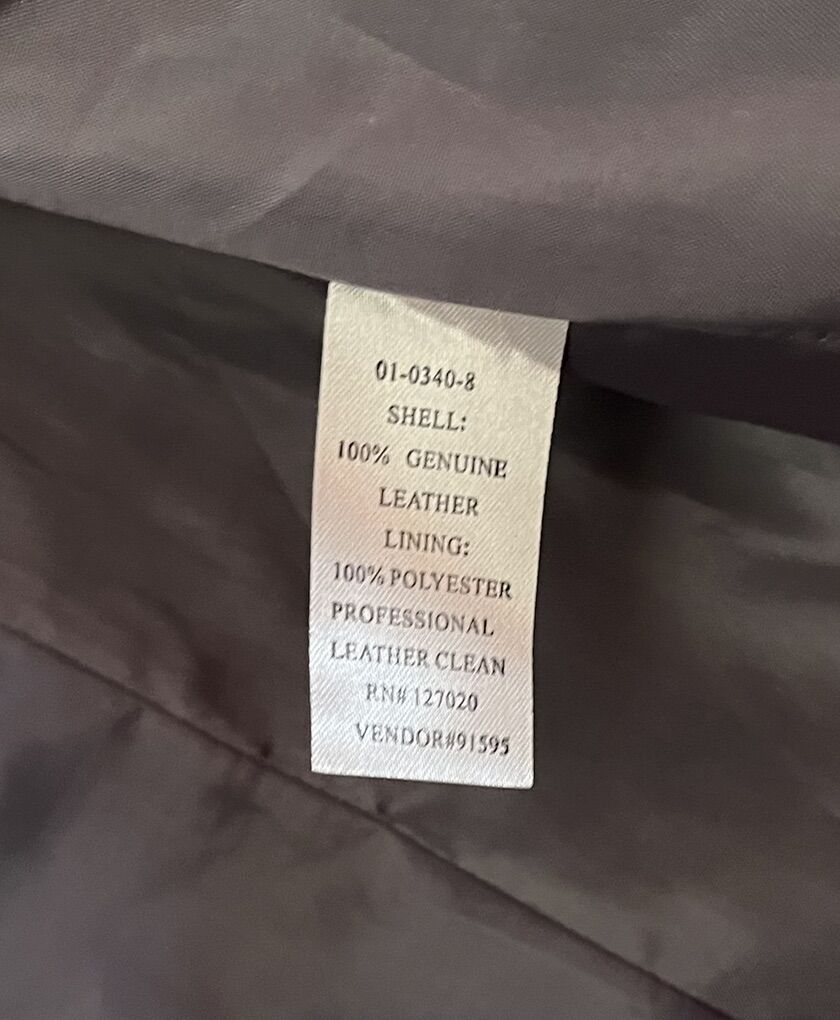 01-0340-8
SHELL:
100% GENUINE
LEATHER
LINING:
100% POLYESTER
PROFESSIONAL
LEATHER CLEAN
RN# 127020
VENDOR#91595